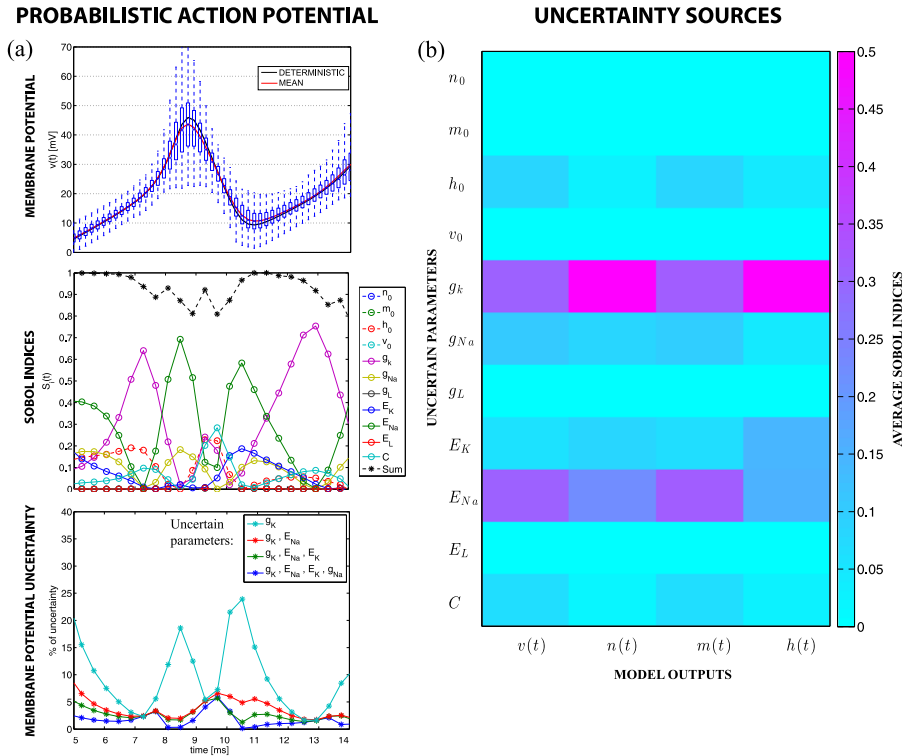 PROBABILISTIC ACTION POTENTIAL
UNCERTAINTY SOURCES
(a)
MEMBRANE POTENTIAL
v(t) [mV]
70
60
50
40
30
20
10
0
DETERMINISTIC
MEAN
SOBOL INDICES
S_i(t)
1
0.9
0.8
0.7
0.6
0.5
0.4
0.3
0.2
0.1
0
n_0
m_0
h_0
v_0
g_k
g_Na
g_L
E_K
E_Na
E_L
C
Sum
MEMBRANE POTENTIAL UNCERTAINTY
% of uncertainty
40
35
30
25
20
15
10
5
0
Uncertain
parameters:
g_K
g_K , E_Na
g_K , E_Na , E_K
g_K , E_Na , E_K , g_Na
5 6 7 8 9 10 11 12 13 14
time [ms]
(b)
UNCERTAIN PARAMETERS
n_0
m_0
h_0
v_0
g_k
g_Na
g_L
E_K
E_Na
E_L
C
v(t) n(t) m(t) h(t)
MODEL OUTPUTS
0.5
0.45
0.4
0.35
0.3
0.25
0.2
0.15
0.1
0.05
0
AVERAGE SOBOL INDICES